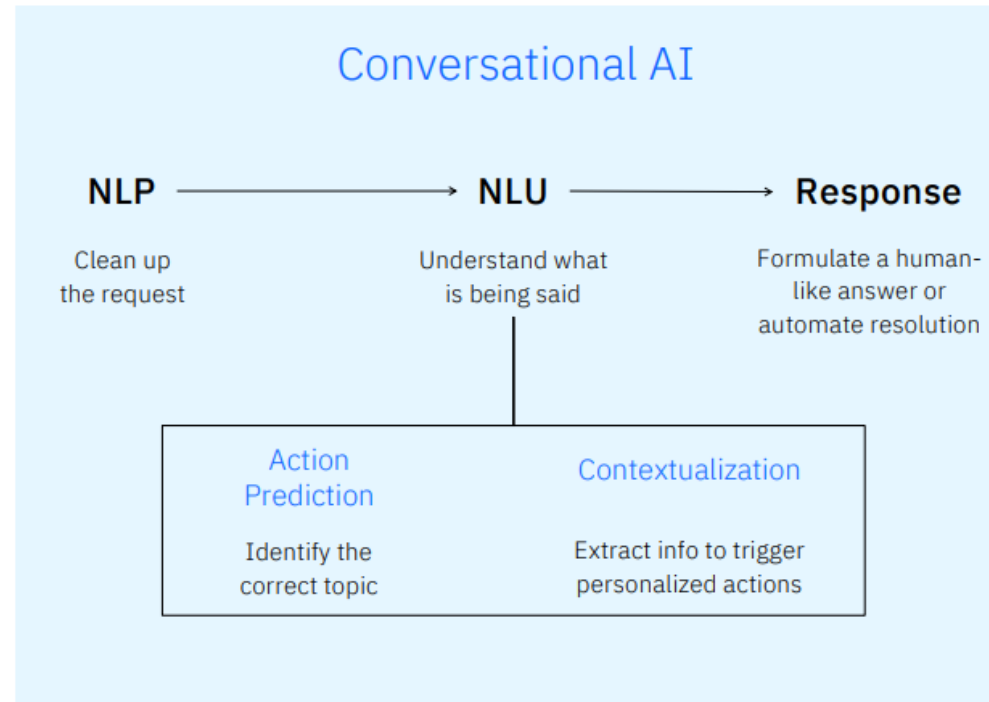 Conversational AI
NLP
NLU
Response
Clean up
the request
Understand what
is being said
Formulate a human-
like answer or
automate resolution
Action
Prediction
Identify the
correct topic
Contextualization
Extract info to trigger
personalized actions